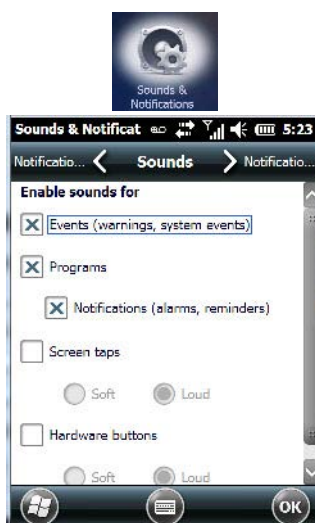 Sounds &
Notifications
Sounds & Notificat 5:23
Notificatio... Sounds Notificatio...
Enable sounds for
Events (warnings, system events)
Programs
Notifications (alarms, reminders)
Screen taps
Soft Loud
Hardware buttons
Soft Loud
OK